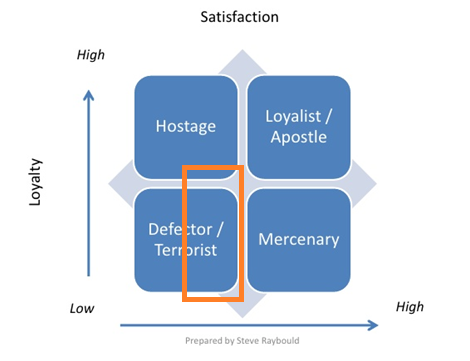 Satisfaction
High
Hostage
Loyalist /
Apostle
Loyalty
Defector /
Terrorist
Mercenary
Low
High
Prepared by Steve Raybould